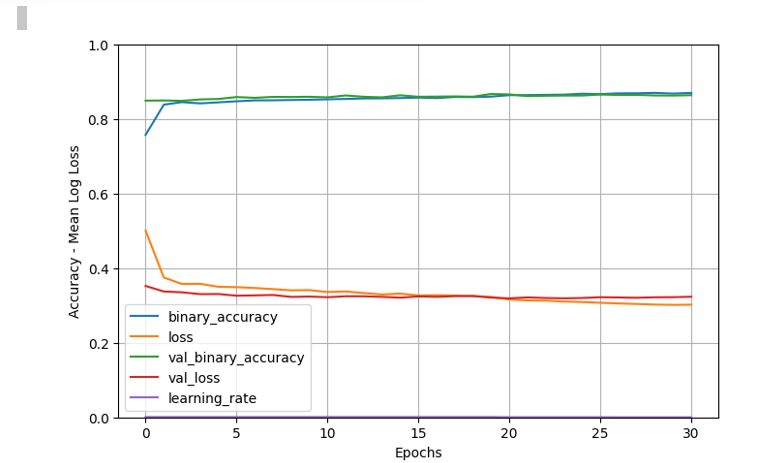 1.0
0.8
0.6
0.4
0.2
0.0
Accuracy - Mean Log Loss
binary_accuracy
loss
val_binary_accuracy
val_loss
learning_rate
0 5 10 15 20 25 30
Epochs